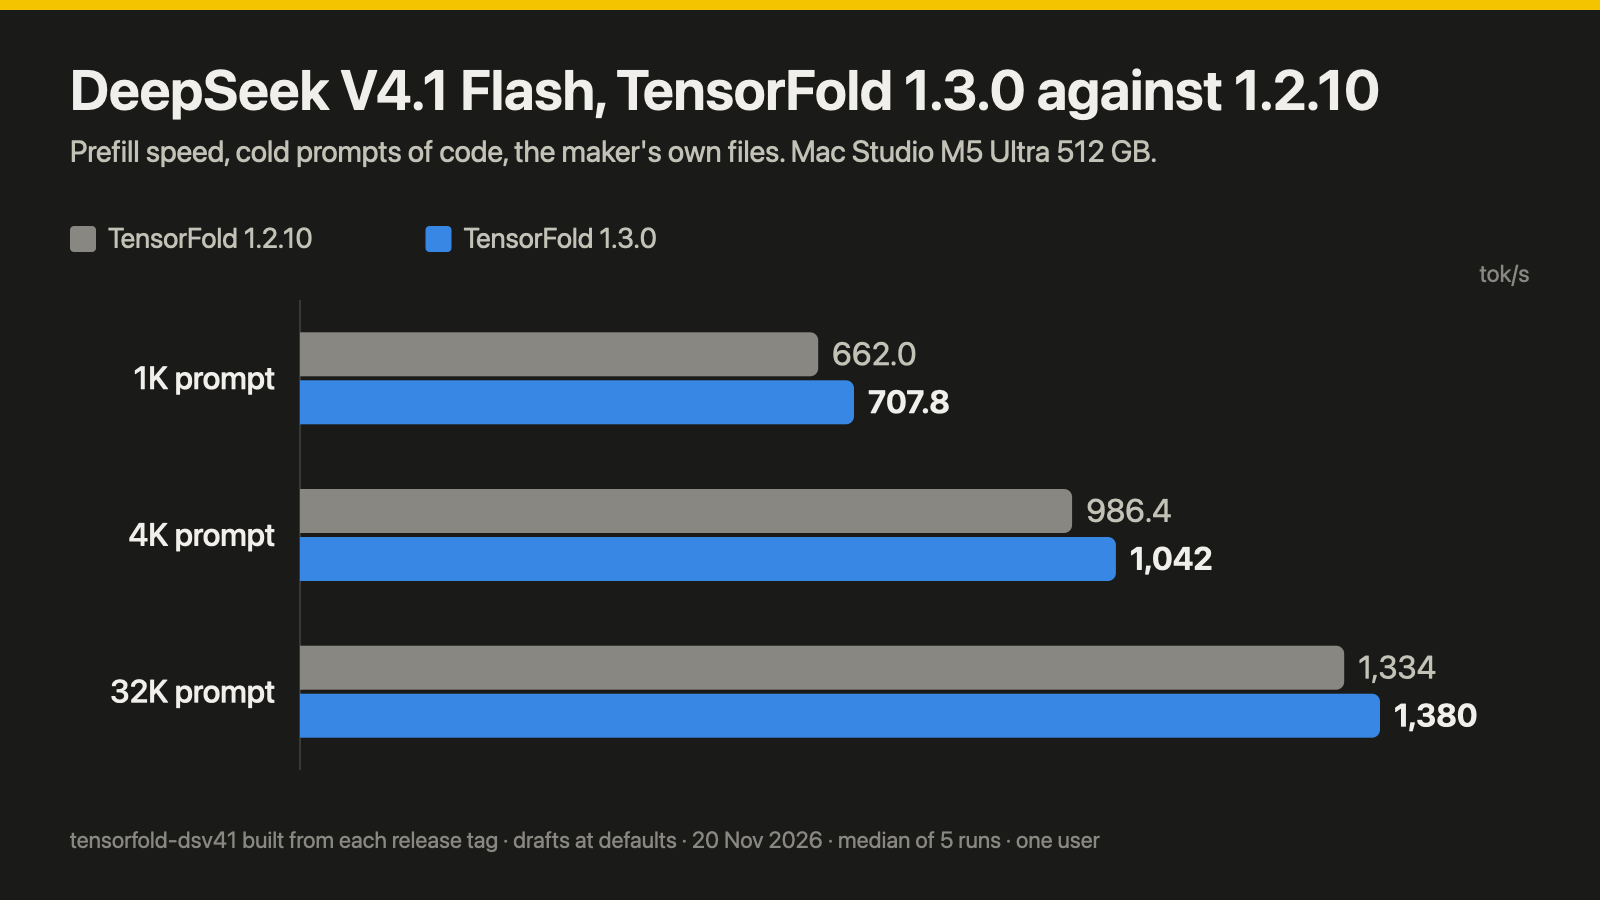 DeepSeek V4.1 Flash, TensorFold 1.3.0 against 1.2.10
Prefill speed, cold prompts of code, the maker's own files. Mac Studio M5 Ultra 512 GB.
TensorFold 1.2.10
TensorFold 1.3.0
tok/s
1K prompt
662.0
707.8
4K prompt
986.4
1,042
32K prompt
1,334
1,380
tensorfold-dsv41 built from each release tag · drafts at defaults · 20 Nov 2026 · median of 5 runs · one user